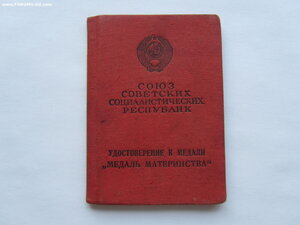 СОЮЗ
СОВЕТСКИХ
СОЦИАЛИСТИЧЕСКИХ
РЕСПУБЛИК
УДОСТОВЕРЕНИЕ К МЕДАЛИ
„МЕДАЛЬ МАТЕРИНСТВА“